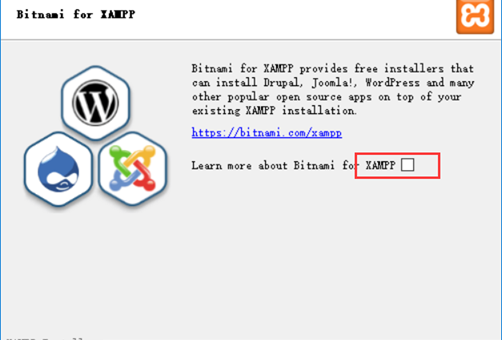 Bitnami for XAMPP
Bitnami for XAMPP provides free installers that
can install Drupal, Joomla!, WordPress and many
other popular open source apps on top of your
existing XAMPP installation.
https://bitnami.com/xampp
Learn more about Bitnami for XAMPP